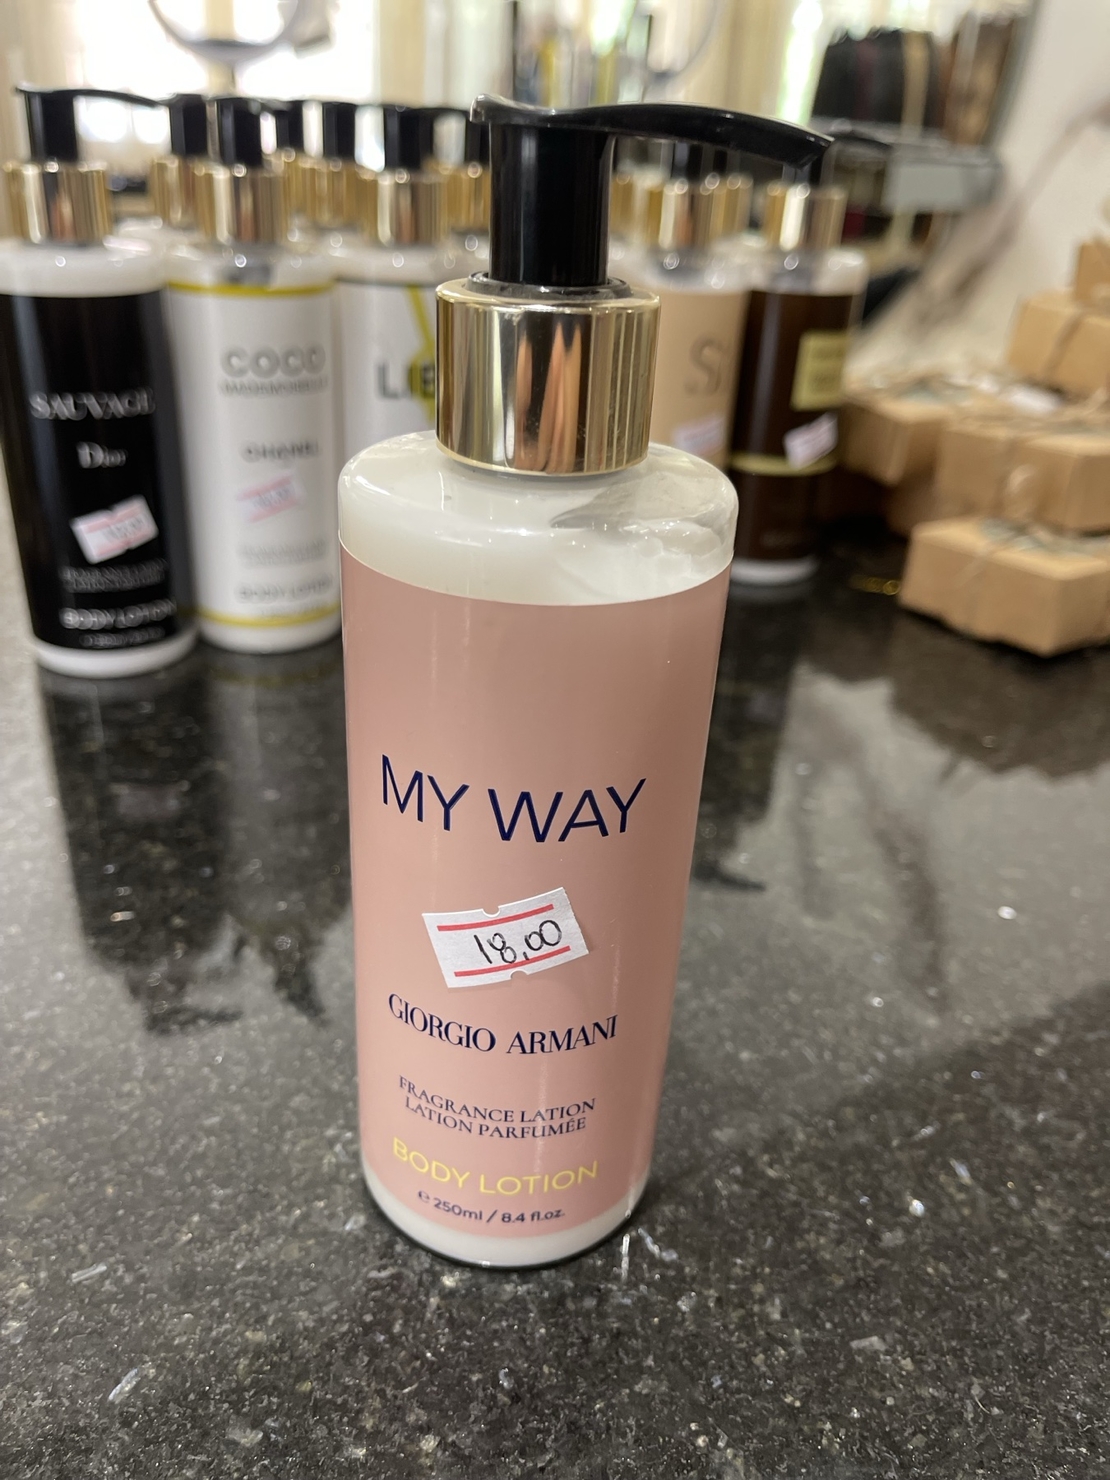 MY WAY
18,00
GIORGIO ARMANI
FRAGRANCE LATION
LATION PARFUMÉE
BODY LOTION
e 250ml / 8.4 fl.oz.
SAUVAGE
Dior
BODY LOTION
COCO
MADEMOISELLE
CHANEL
BODY LOTION